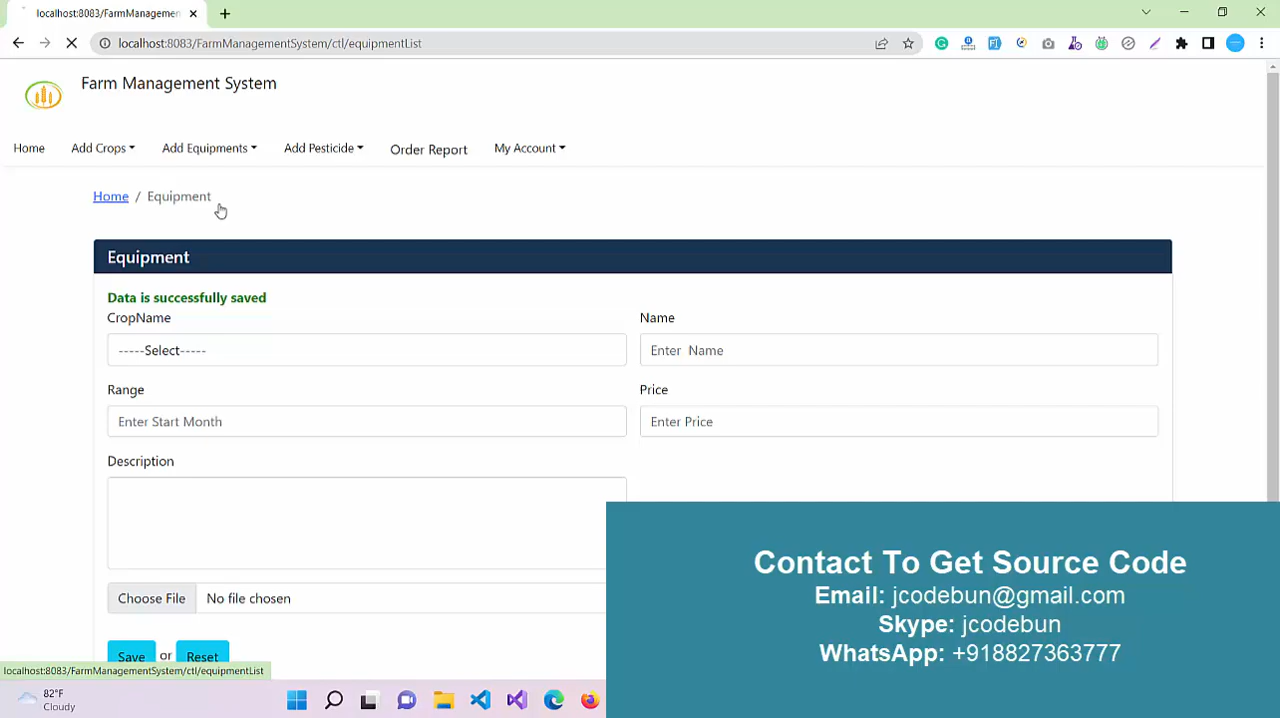 localhost:8083/FarmManagemen
localhost:8083/FarmManagementSystem/ctl/equipmentList
Farm Management System
Home Add Crops Add Equipments Add Pesticide Order Report My Account
Home / Equipment
Equipment
Data is successfully saved
CropName Name
-----Select----- Enter Name
Range Price
Enter Start Month Enter Price
Description
Choose File No file chosen
Save or Reset
Contact To Get Source Code
Email: jcodebun@gmail.com
Skype: jcodebun
WhatsApp: +918827363777
localhost:8083/FarmManagementSystem/ctl/equipmentList
82°F
Cloudy